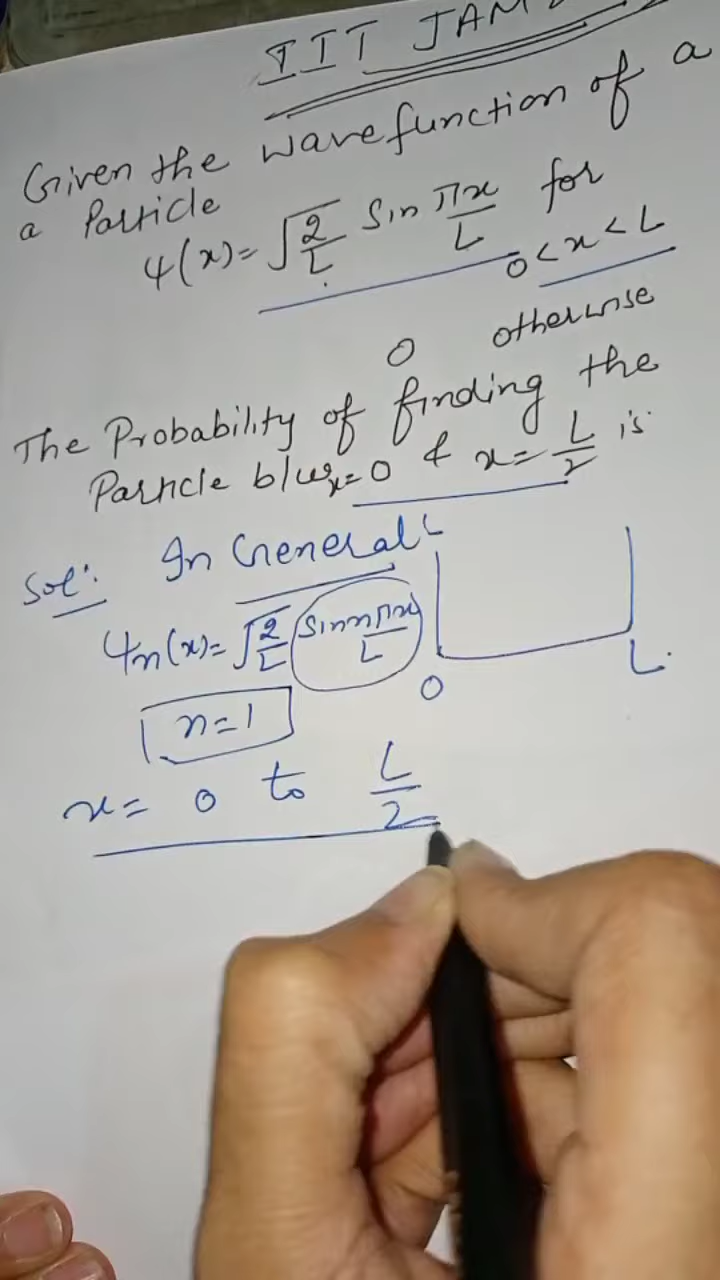 IIT JAM
Given the wavefunction of a
a Particle
ψ(x)=√2/L Sin πx/L for
0<x<L
0 otherwise
The Probability of finding the
Particle b/w x=0 & x=L/2 is
Sol: In General
ψn(x)=√2/L Sin nπx/L
0 L
n=1
x= 0 to L/2